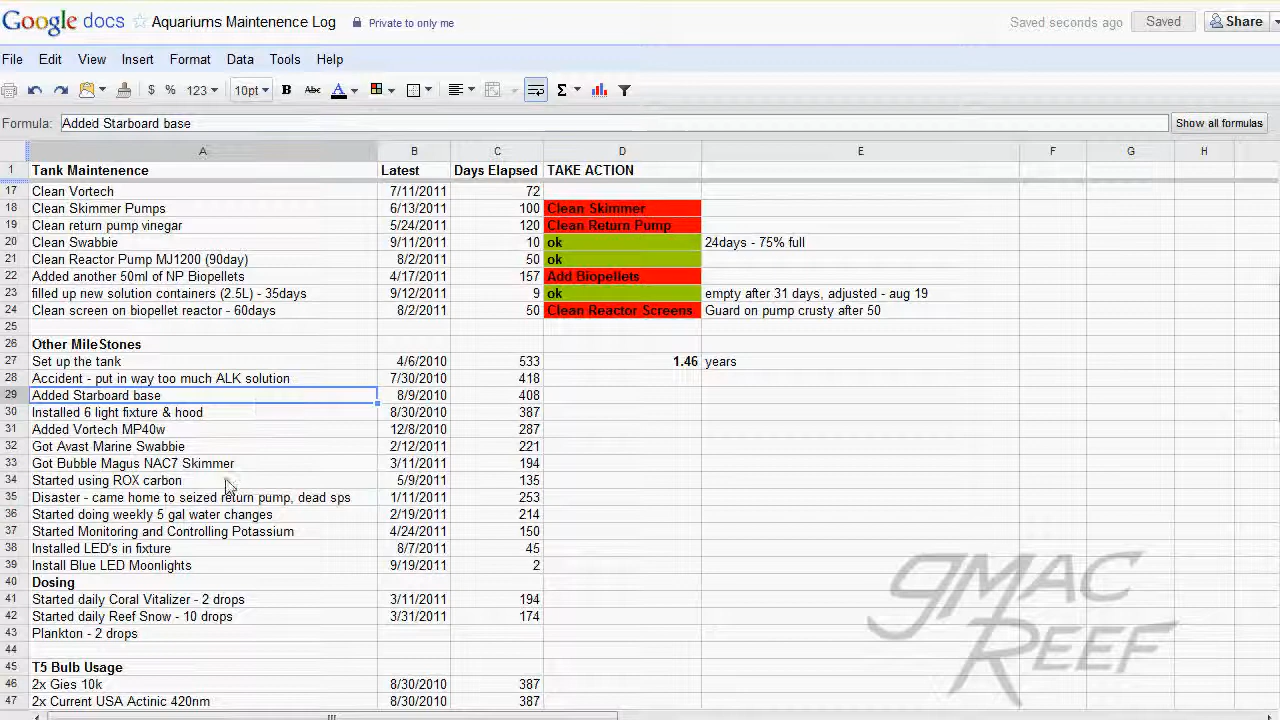 Google docs Aquariums Maintenence Log Private to only me Saved seconds ago Saved Share
File Edit View Insert Format Data Tools Help
$ % 123 10pt B Abc A Σ
Formula: Added Starboard base Show all formulas
A B C D E F G H
1 Tank Maintenence Latest Days Elapsed TAKE ACTION
17 Clean Vortech 7/11/2011 72
18 Clean Skimmer Pumps 6/13/2011 100 Clean Skimmer
19 Clean return pump vinegar 5/24/2011 120 Clean Return Pump
20 Clean Swabbie 9/11/2011 10 ok 24days - 75% full
21 Clean Reactor Pump MJ1200 (90day) 8/2/2011 50 ok
22 Added another 50ml of NP Biopellets 4/17/2011 157 Add Biopellets
23 filled up new solution containers (2.5L) - 35days 9/12/2011 9 ok empty after 31 days, adjusted - aug 19
24 Clean screen on biopellet reactor - 60days 8/2/2011 50 Clean Reactor Screens Guard on pump crusty after 50
25
26 Other MileStones
27 Set up the tank 4/6/2010 533 1.46 years
28 Accident - put in way too much ALK solution 7/30/2010 418
29 Added Starboard base 8/9/2010 408
30 Installed 6 light fixture & hood 8/30/2010 387
31 Added Vortech MP40w 12/8/2010 287
32 Got Avast Marine Swabbie 2/12/2011 221
33 Got Bubble Magus NAC7 Skimmer 3/11/2011 194
34 Started using ROX carbon 5/9/2011 135
35 Disaster - came home to seized return pump, dead sps 1/11/2011 253
36 Started doing weekly 5 gal water changes 2/19/2011 214
37 Started Monitoring and Controlling Potassium 4/24/2011 150
38 Installed LED's in fixture 8/7/2011 45
39 Install Blue LED Moonlights 9/19/2011 2
40 Dosing
41 Started daily Coral Vitalizer - 2 drops 3/11/2011 194
42 Started daily Reef Snow - 10 drops 3/31/2011 174
43 Plankton - 2 drops
44
45 T5 Bulb Usage
46 2x Gies 10k 8/30/2010 387
47 2x Current USA Actinic 420nm 8/30/2010 387
gMAC
REEF